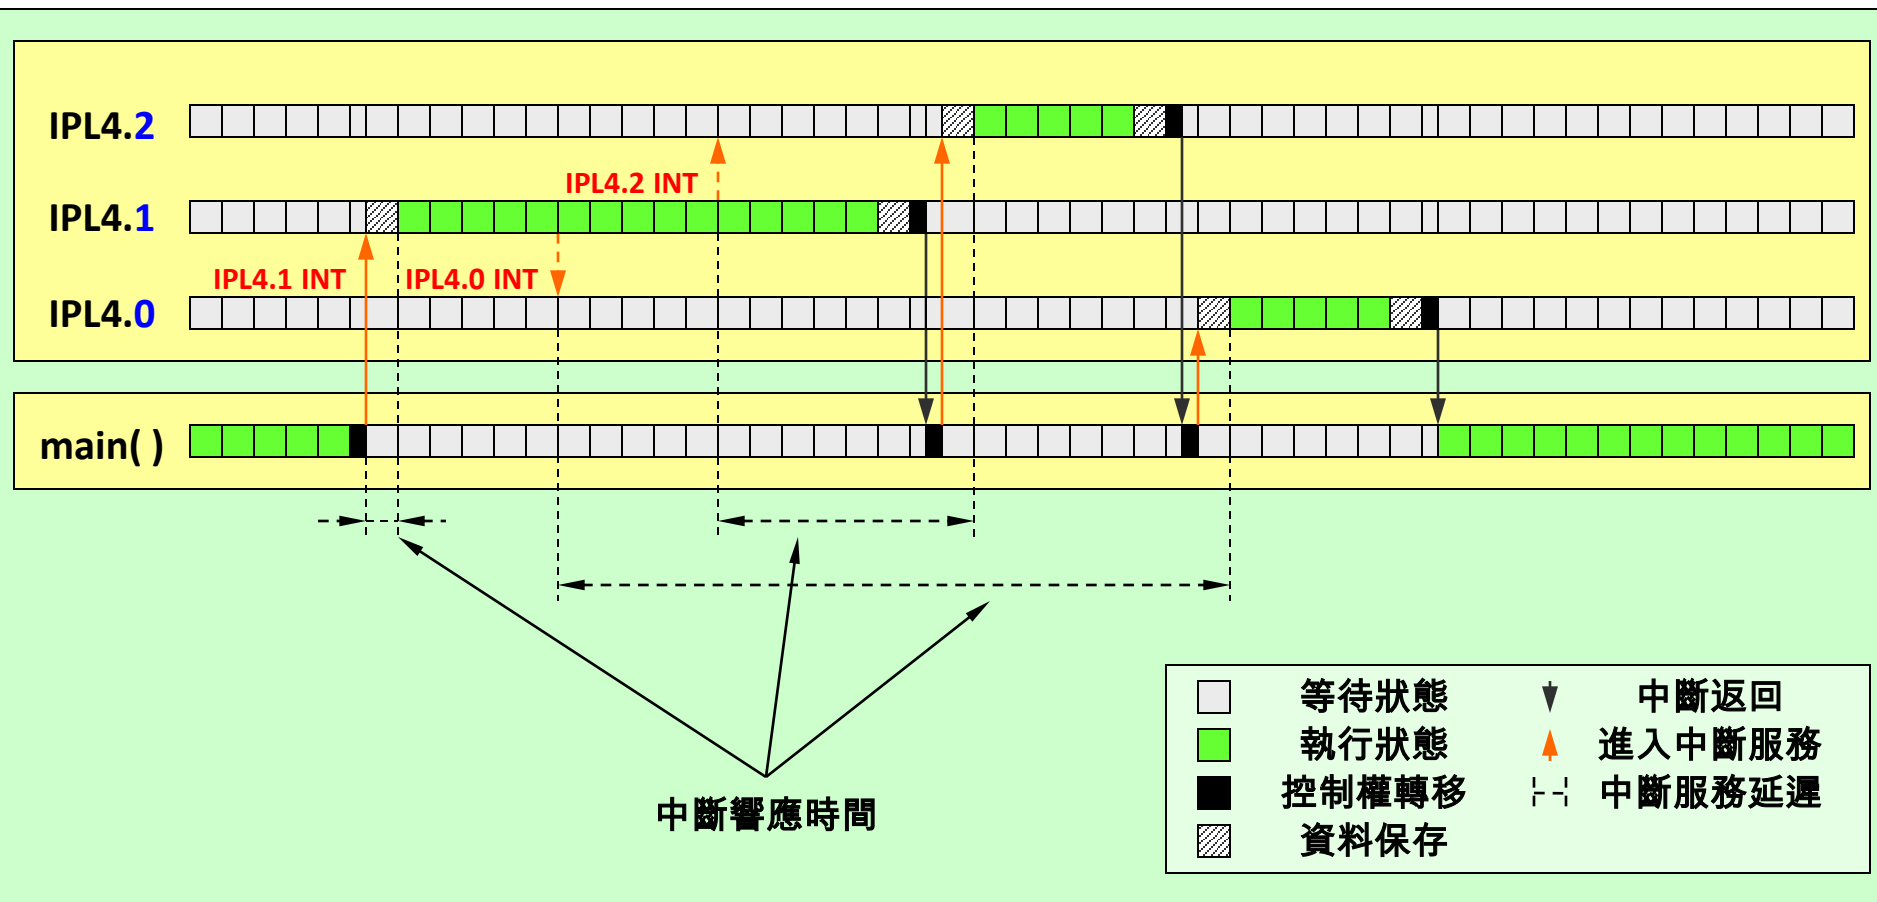 IPL4.2
IPL4.2 INT
IPL4.1
IPL4.1 INT
IPL4.0 INT
IPL4.0
main( )
中斷響應時間
等待狀態
中斷返回
執行狀態
進入中斷服務
控制權轉移
中斷服務延遲
資料保存